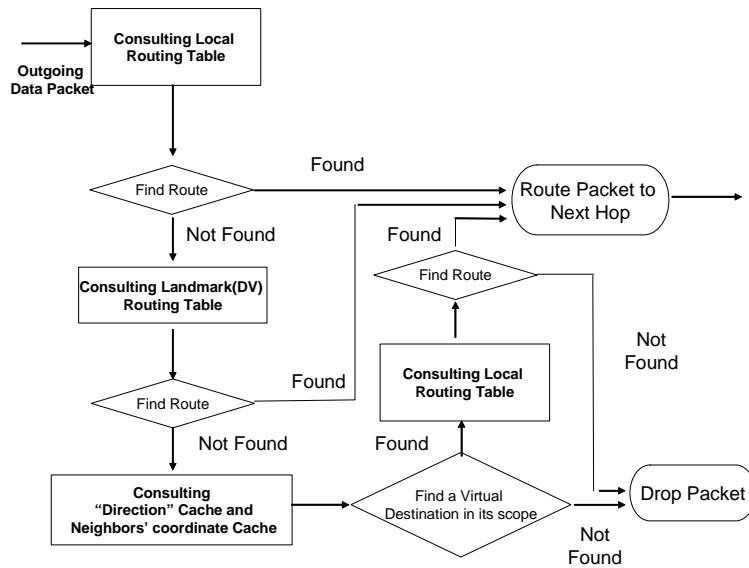 Consulting Local
Routing Table
Outgoing
Data Packet
Find Route
Found
Route Packet to
Next Hop
Not Found
Consulting Landmark(DV)
Routing Table
Found
Find Route
Not
Found
Find Route
Found
Consulting Local
Routing Table
Not Found
Found
Consulting
“Direction” Cache and
Neighbors’ coordinate Cache
Find a Virtual
Destination in its scope
Drop Packet
Not
Found